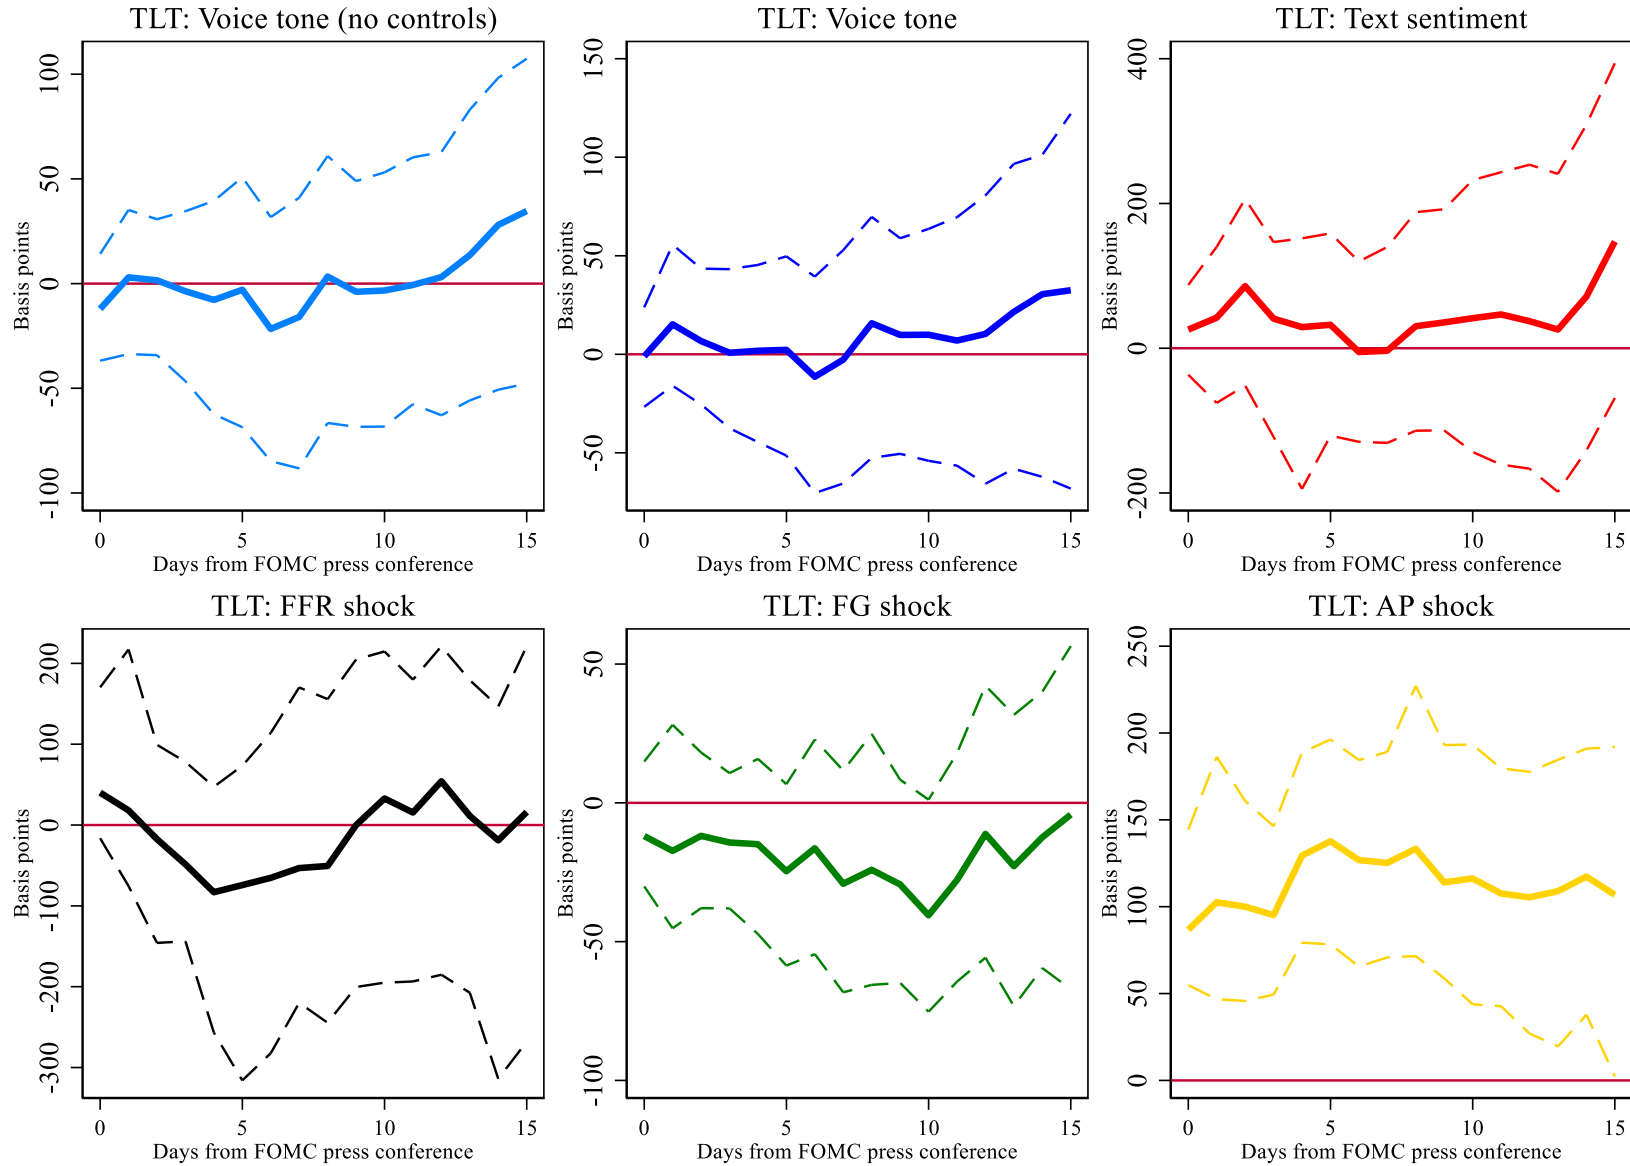 TLT: Voice tone (no controls)
Basis points
100
50
0
-50
-100
0 5 10 15
Days from FOMC press conference
TLT: Voice tone
Basis points
150
100
50
0
-50
0 5 10 15
Days from FOMC press conference
TLT: Text sentiment
Basis points
400
200
0
-200
0 5 10 15
Days from FOMC press conference
TLT: FFR shock
Basis points
200
100
0
-100
-200
-300
0 5 10 15
Days from FOMC press conference
TLT: FG shock
Basis points
50
0
-50
-100
0 5 10 15
Days from FOMC press conference
TLT: AP shock
Basis points
250
200
150
100
50
0
0 5 10 15
Days from FOMC press conference